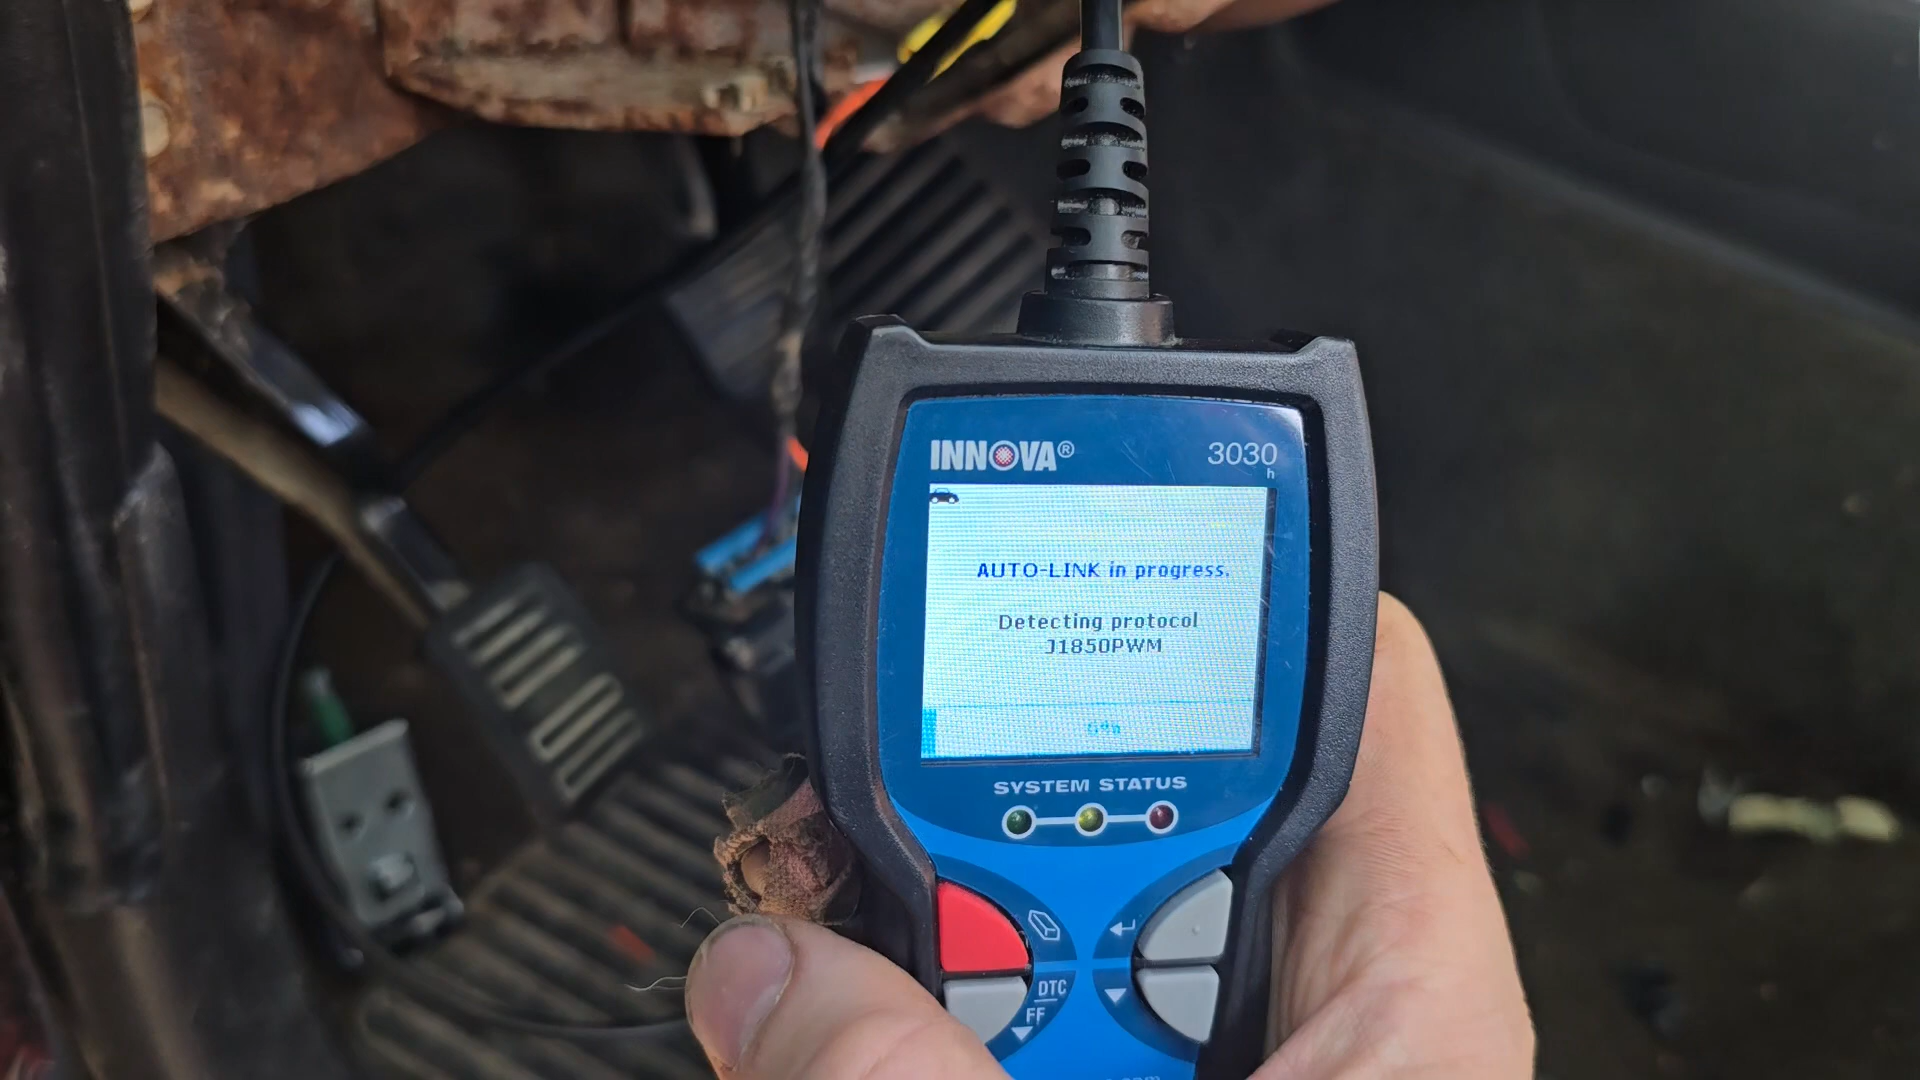 INNOVA® 3030
h
AUTO-LINK in progress.
Detecting protocol
J1850PWM
SYSTEM STATUS
DTC
FF